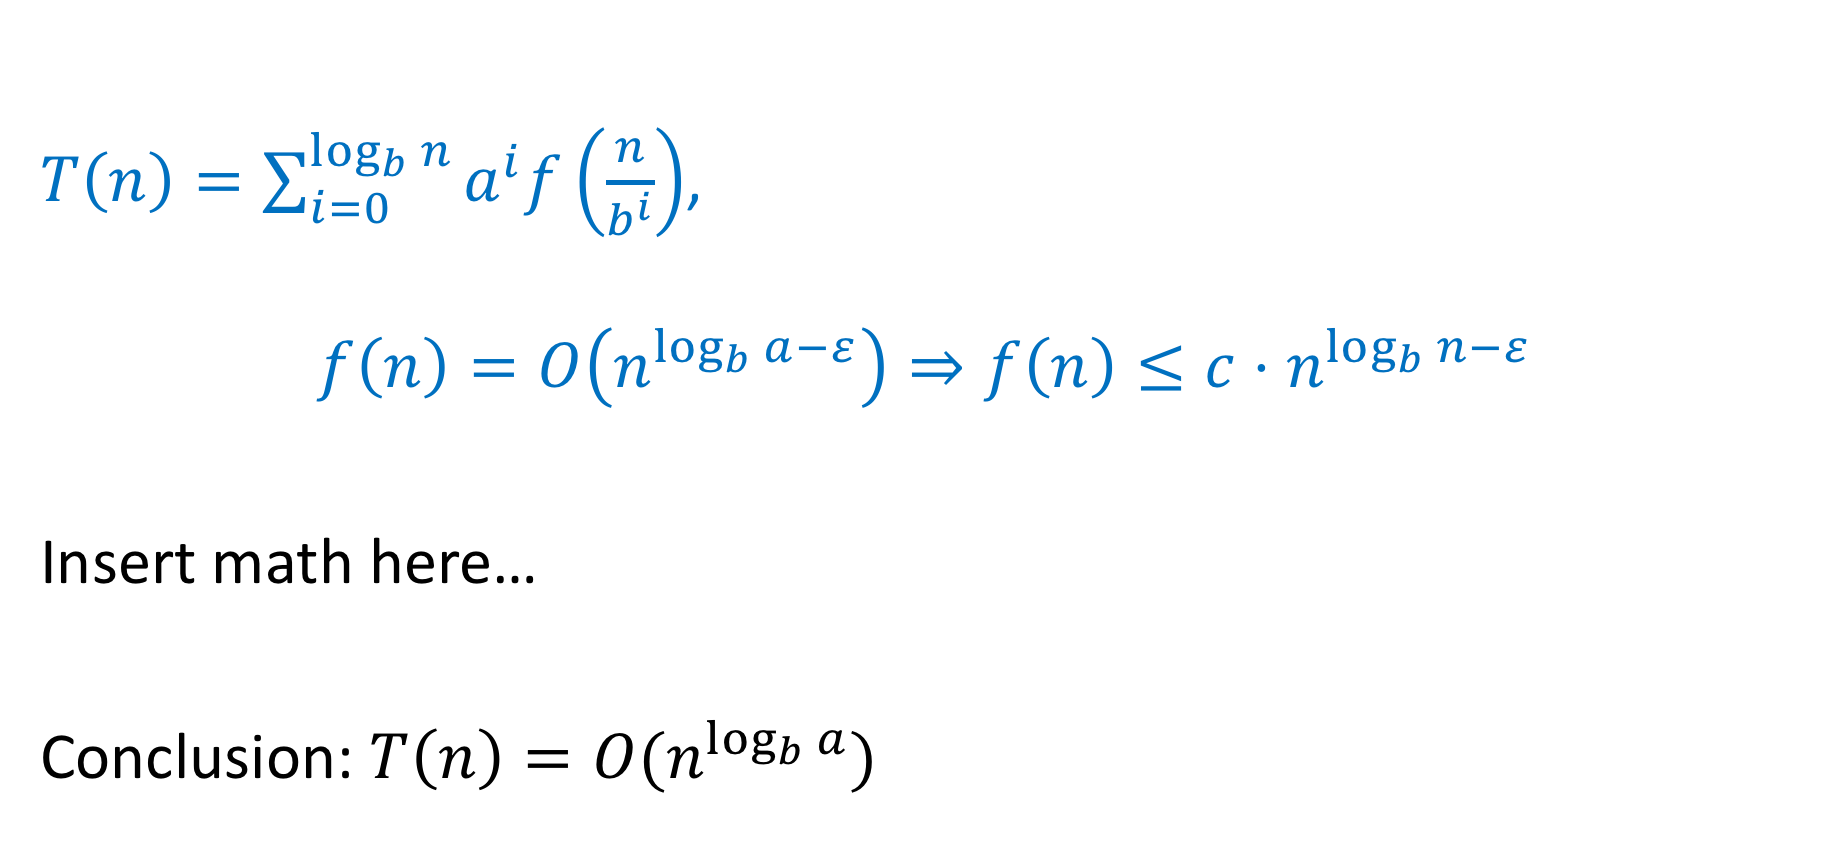 T(n) = ∑_{i=0}^{log_b n} a^i f(n/b^i),
f(n) = O(n^{log_b a−ε}) ⇒ f(n) ≤ c · n^{log_b n−ε}
Insert math here...
Conclusion: T(n) = O(n^{log_b a})